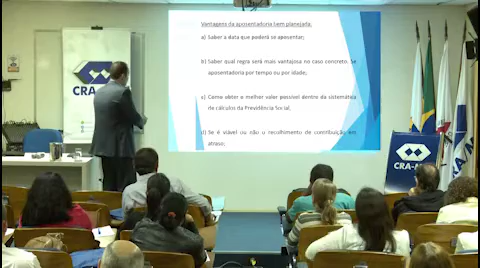 Vantagens da aposentadoria bem planejada.
a) Saber a data que poderá se aposentar;
b) Saber qual regra será mais vantajosa no caso concreto. Se
aposentadoria por tempo ou por idade;
c) Como obter o melhor valor possível dentro da sistemática
de cálculos da Previdência Social;
d) Se é viável ou não o recolhimento de contribuição em
atraso;
CRA-
CRA-